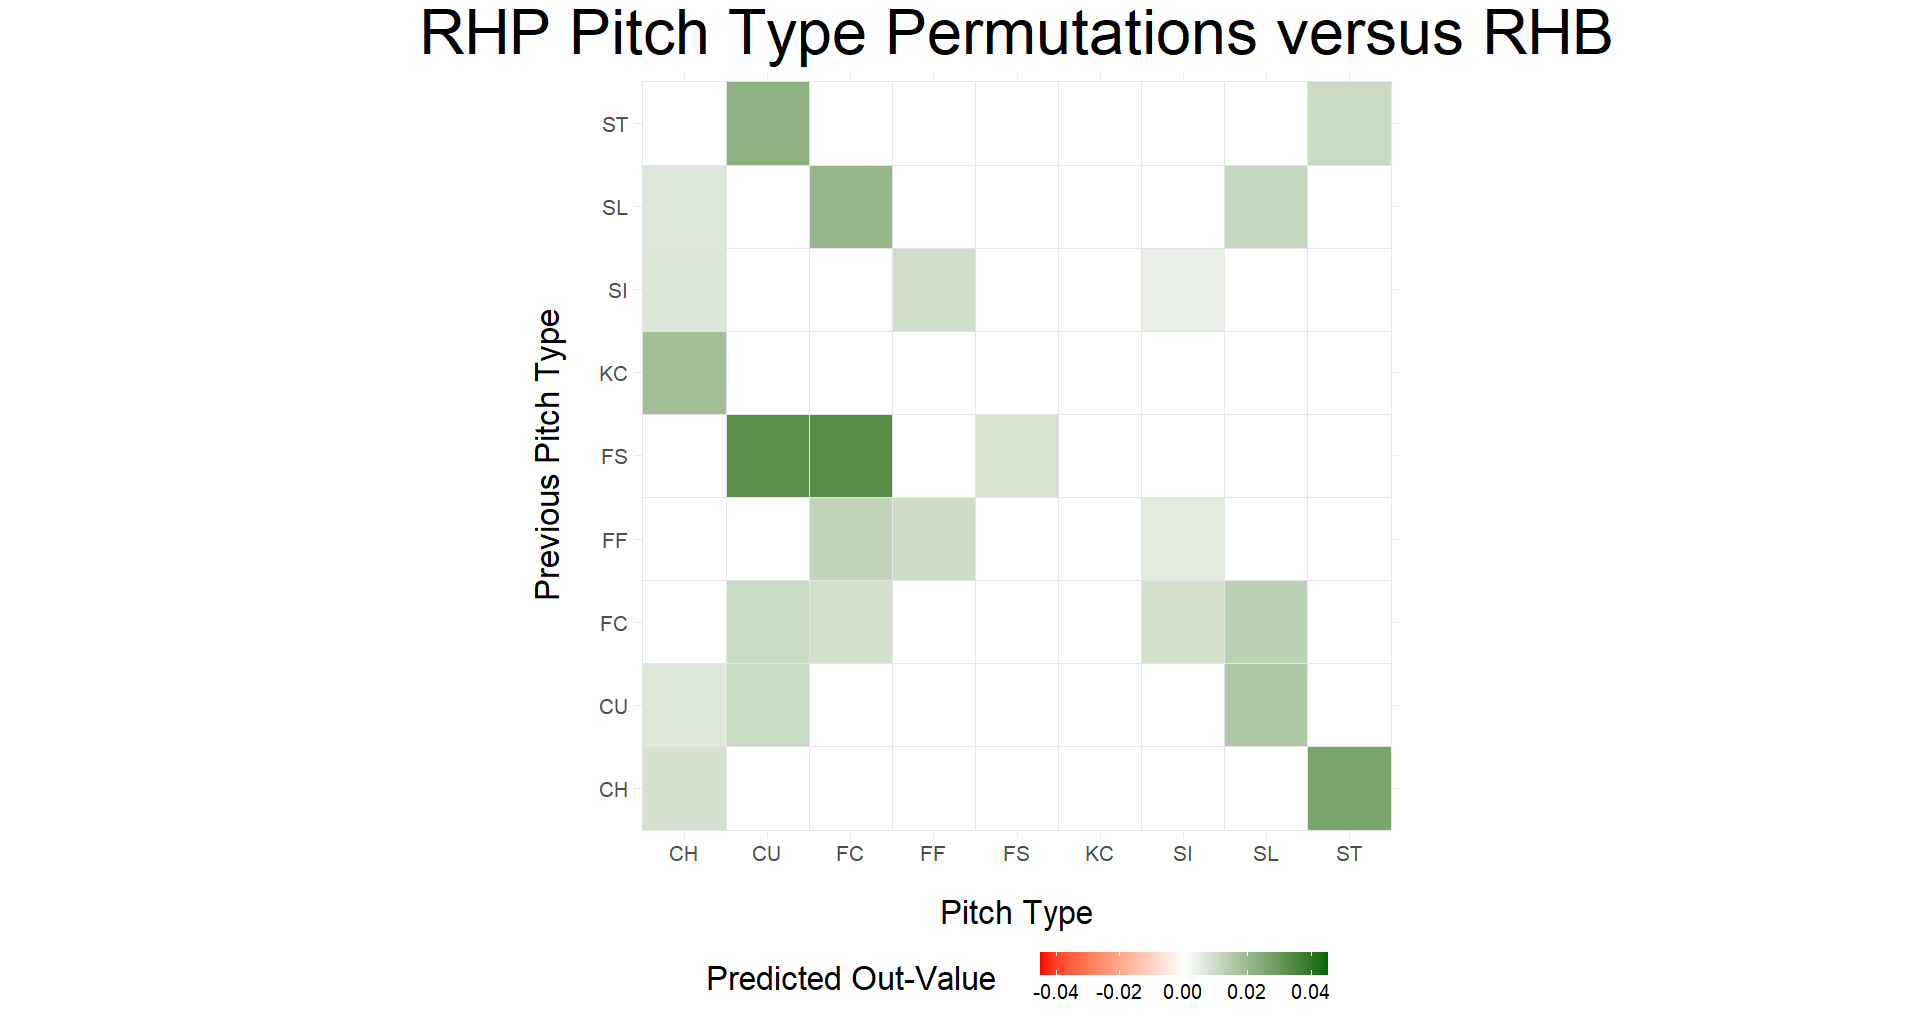 RHP Pitch Type Permutations versus RHB
Previous Pitch Type
ST
SL
SI
KC
FS
FF
FC
CU
CH
CH CU FC FF FS KC SI SL ST
Pitch Type
Predicted Out-Value
-0.04 -0.02 0.00 0.02 0.04